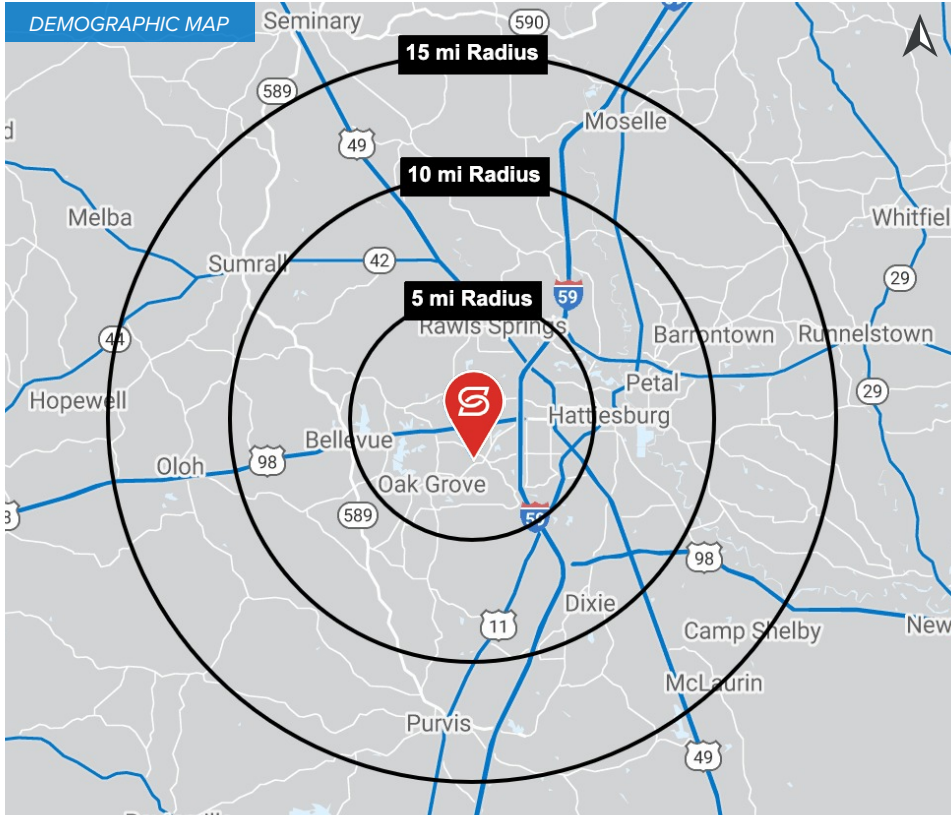 DEMOGRAPHIC MAP
Seminary
590
15 mi Radius
589
Moselle
49
10 mi Radius
Melba
Whitfiel
Sumrall
42
29
59
5 mi Radius
Rawls Springs
44
Barrontown
Runnelstown
Petal
29
Hopewell
Hattiesburg
Bellevue
98
Oloh
Oak Grove
589
59
98
Dixie
11
Camp Shelby
New
McLaurin
Purvis
49